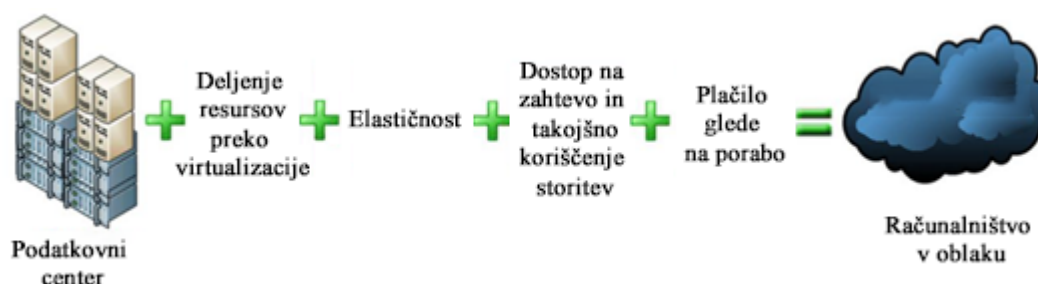 Podatkovni
center
Deljenje
resursov
preko
virtualizacije
Elastičnost
Dostop na
zahtevo in
takojšno
koriščenje
storitev
Plačilo
glede
na porabo
Računalništvo
v oblaku